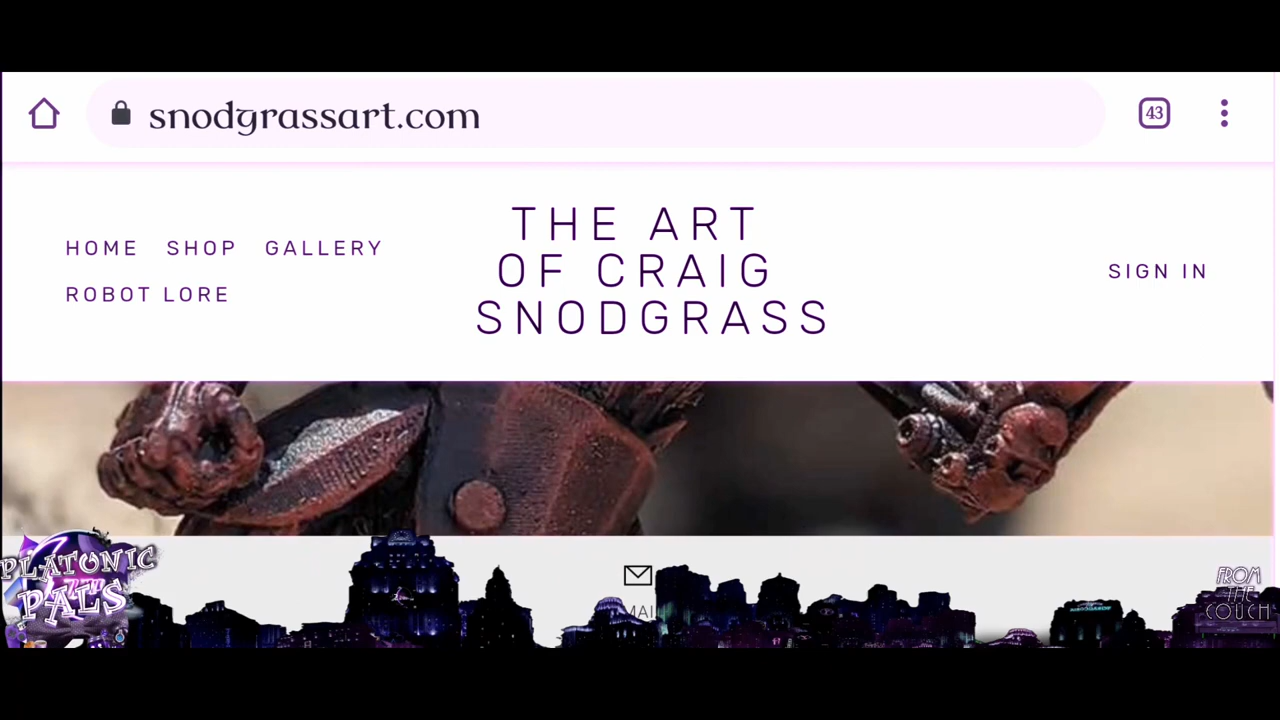 snodgrassart.com
43
HOME SHOP GALLERY
ROBOT LORE
THE ART
OF CRAIG
SNODGRASS
SIGN IN
PLATONIC
PALS
FROM
THE
COUCH